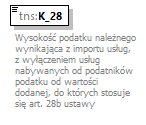 tns:K_28
Wysokość podatku należnego
wynikająca z importu usług,
z wyłączeniem usług
nabywanych od podatników
podatku od wartości
dodanej, do których stosuje
się art. 28b ustawy